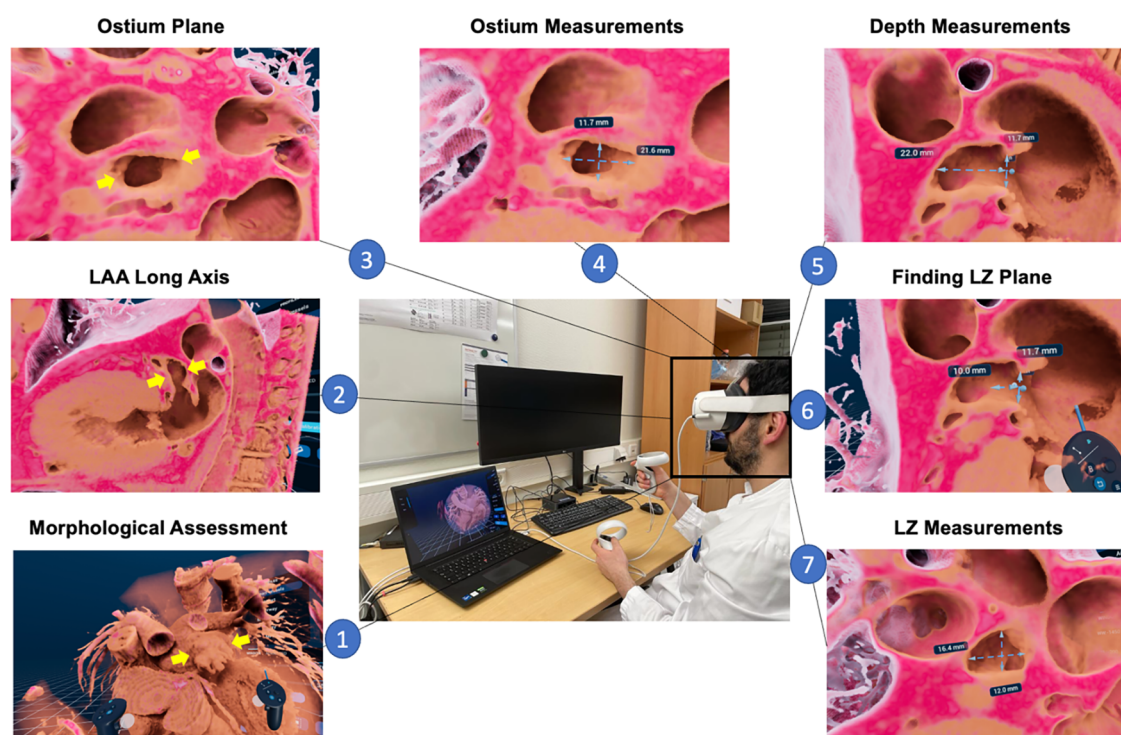 Ostium Plane
Ostium Measurements
Depth Measurements
11.7 mm
21.6 mm
11.7 mm
22.0 mm
3
4
5
LAA Long Axis
Finding LZ Plane
11.7 mm
10.0 mm
B
2
6
Morphological Assessment
LZ Measurements
16.4 mm
12.0 mm
7
1